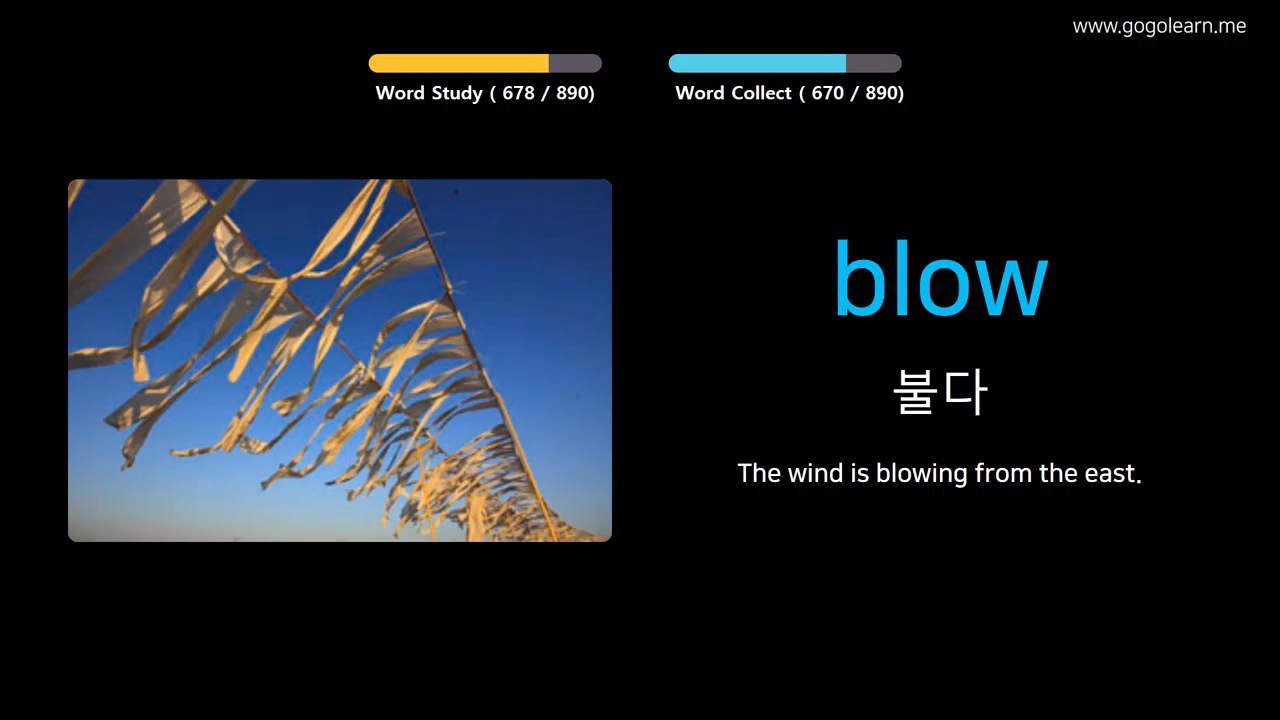 www.gogolearn.me
Word Study ( 678 / 890)
Word Collect ( 670 / 890)
blow
불다
The wind is blowing from the east.